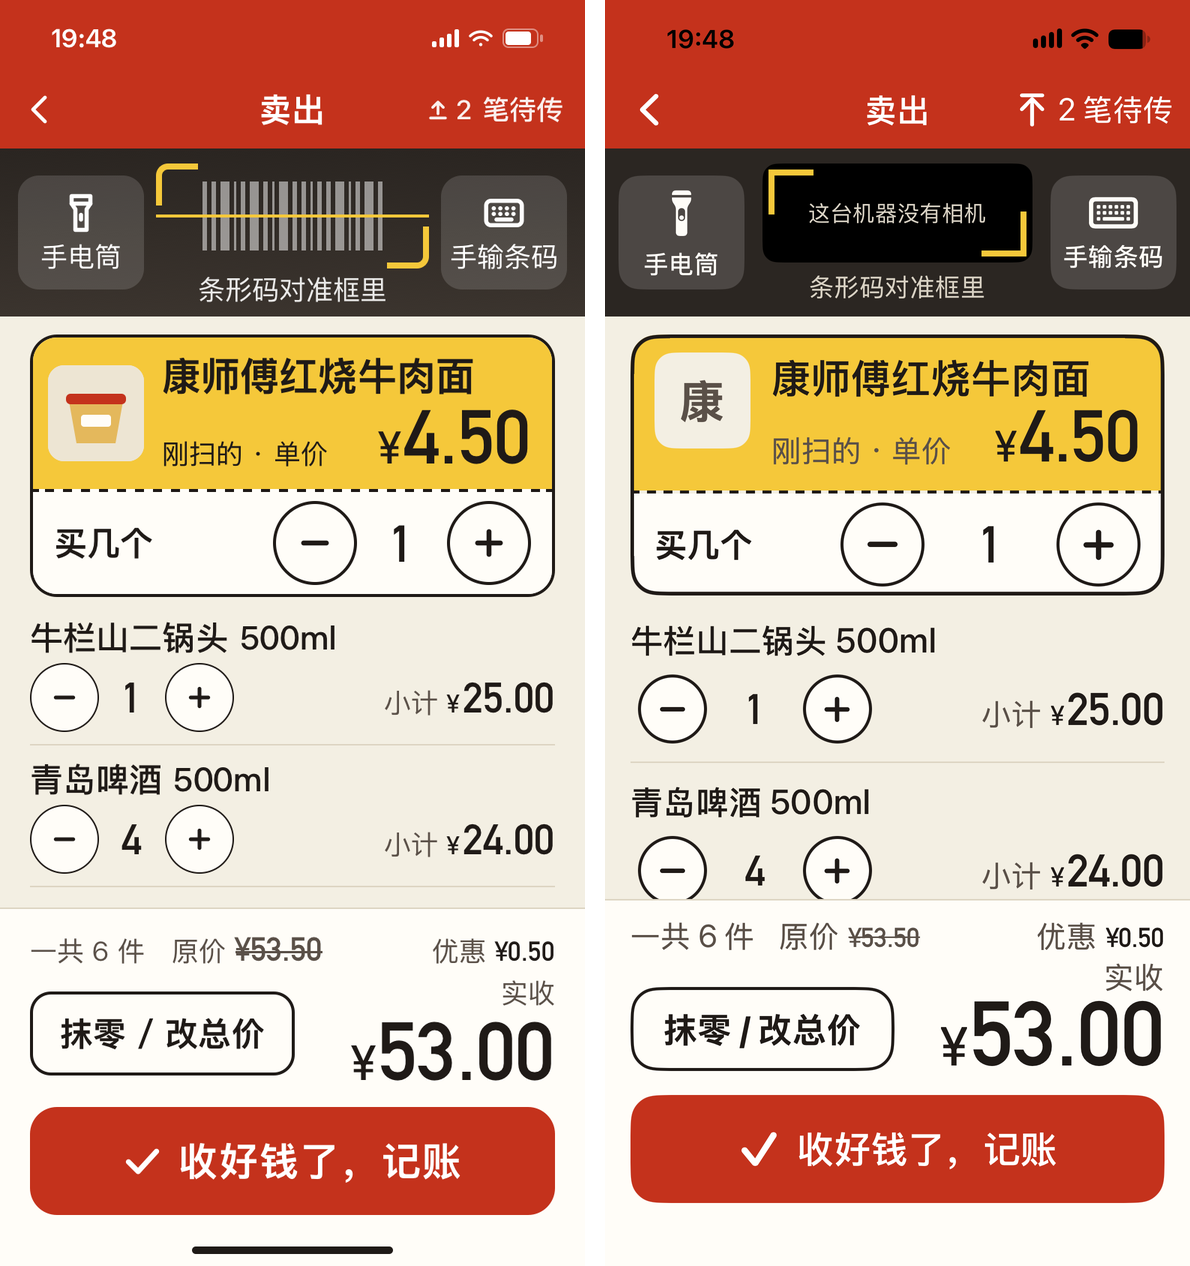 19:48
卖出
2 笔待传
手电筒
手输条码
条形码对准框里
康师傅红烧牛肉面
刚扫的 · 单价
¥4.50
买几个
1
牛栏山二锅头 500ml
1
小计 ¥25.00
青岛啤酒 500ml
4
小计 ¥24.00
一共 6 件 原价 ¥53.50
优惠 ¥0.50
实收
抹零 / 改总价
¥53.00
收好钱了，记账
19:48
卖出
2 笔待传
手电筒
这台机器没有相机
手输条码
条形码对准框里
康
康师傅红烧牛肉面
刚扫的 · 单价
¥4.50
买几个
1
牛栏山二锅头 500ml
1
小计 ¥25.00
青岛啤酒 500ml
4
小计 ¥24.00
一共 6 件 原价 ¥53.50
优惠 ¥0.50
实收
抹零 / 改总价
¥53.00
收好钱了，记账